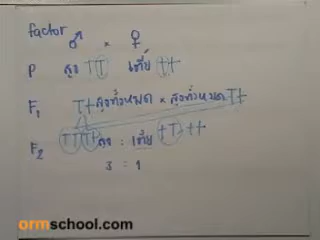 factor
♂ × ♀
P สูง TT เตี้ย tt
F1 Tt สูงทั้งหมด × สูงทั้งหมด Tt
F2 TT Tt สูง : เตี้ย tT tt
3 : 1
ormschool.com